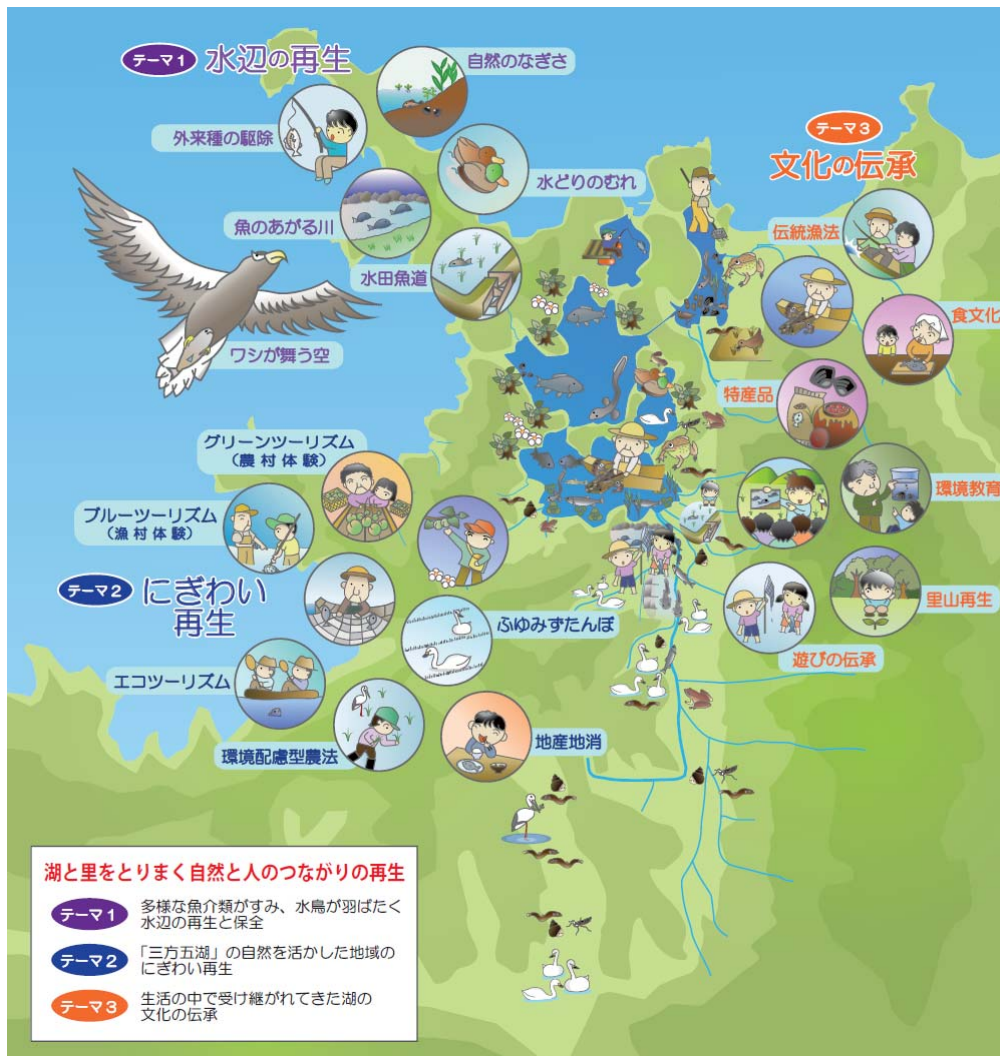 テーマ1 水辺の再生
自然のなぎさ
外来種の駆除
水どりのむれ
魚のあがる川
水田魚道
ワシが舞う空
テーマ3
文化の伝承
伝統漁法
食文化
特産品
環境教育
里山再生
遊びの伝承
グリーンツーリズム
（農村体験）
ブルーツーリズム
（漁村体験）
テーマ2 にぎわい
再生
ふゆみずたんぼ
エコツーリズム
環境配慮型農法
地産地消
湖と里をとりまく自然と人のつながりの再生
テーマ1 多様な魚介類がすみ、水鳥が羽ばたく
水辺の再生と保全
テーマ2 「三方五湖」の自然を活かした地域の
にぎわい再生
テーマ3 生活の中で受け継がれてきた湖の
文化の伝承